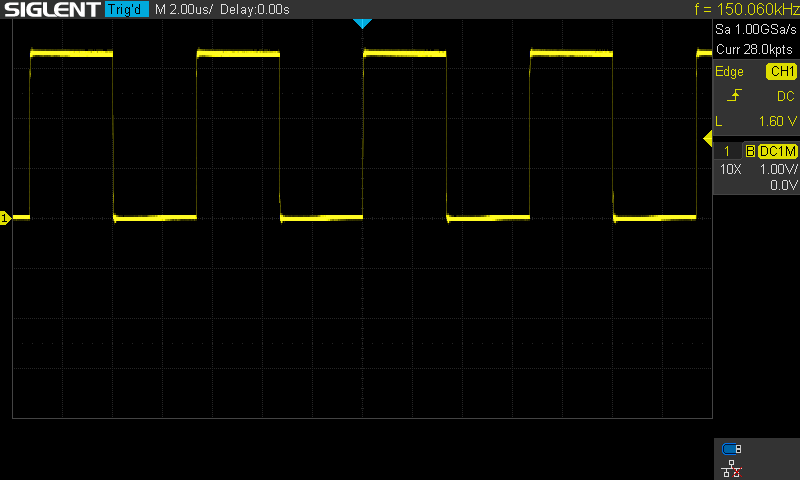 SIGLENT Trig'd M 2.00us/ Delay:0.00s f = 150.060kHz
Sa 1.00GSa/s
Curr 28.0kpts
Edge CH1
DC
L 1.60 V
1 B DC1M
10X 1.00V/
0.0V
1